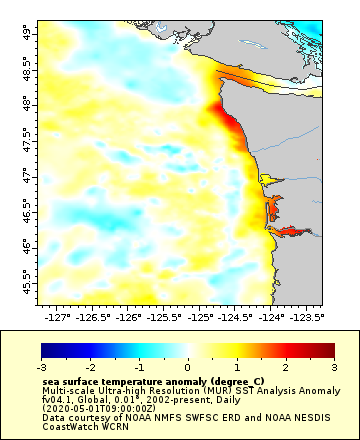 49°
48.5°
48°
47.5°
47°
46.5°
46°
45.5°
-127° -126.5° -126° -125.5° -125° -124.5° -124° -123.5°
-3 -2 -1 0 1 2 3
sea surface temperature anomaly (degree_C)
Multi-scale Ultra-high Resolution (MUR) SST Analysis Anomaly
fv04.1, Global, 0.01°, 2002-present, Daily
(2020-05-01T09:00:00Z)
Data courtesy of NOAA NMFS SWFSC ERD and NOAA NESDIS
CoastWatch WCRN